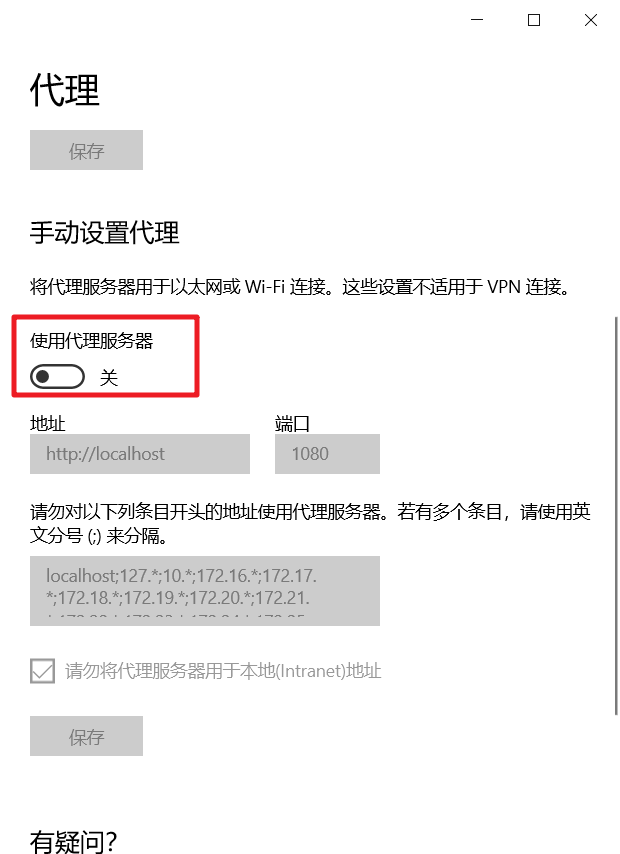 代理
保存
手动设置代理
将代理服务器用于以太网或 Wi-Fi 连接。这些设置不适用于 VPN 连接。
使用代理服务器
关
地址 端口
http://localhost 1080
请勿对以下列条目开头的地址使用代理服务器。若有多个条目，请使用英
文分号 (;) 来分隔。
localhost;127.*;10.*;172.16.*;172.17.
*;172.18.*;172.19.*;172.20.*;172.21.
请勿将代理服务器用于本地(Intranet)地址
保存
有疑问?